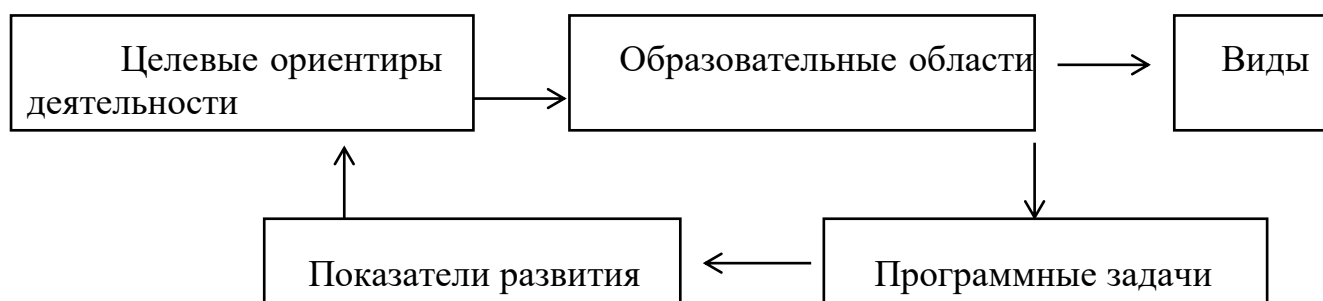 Целевые ориентиры
деятельности
Образовательные области
Виды
Показатели развития
Программные задачи